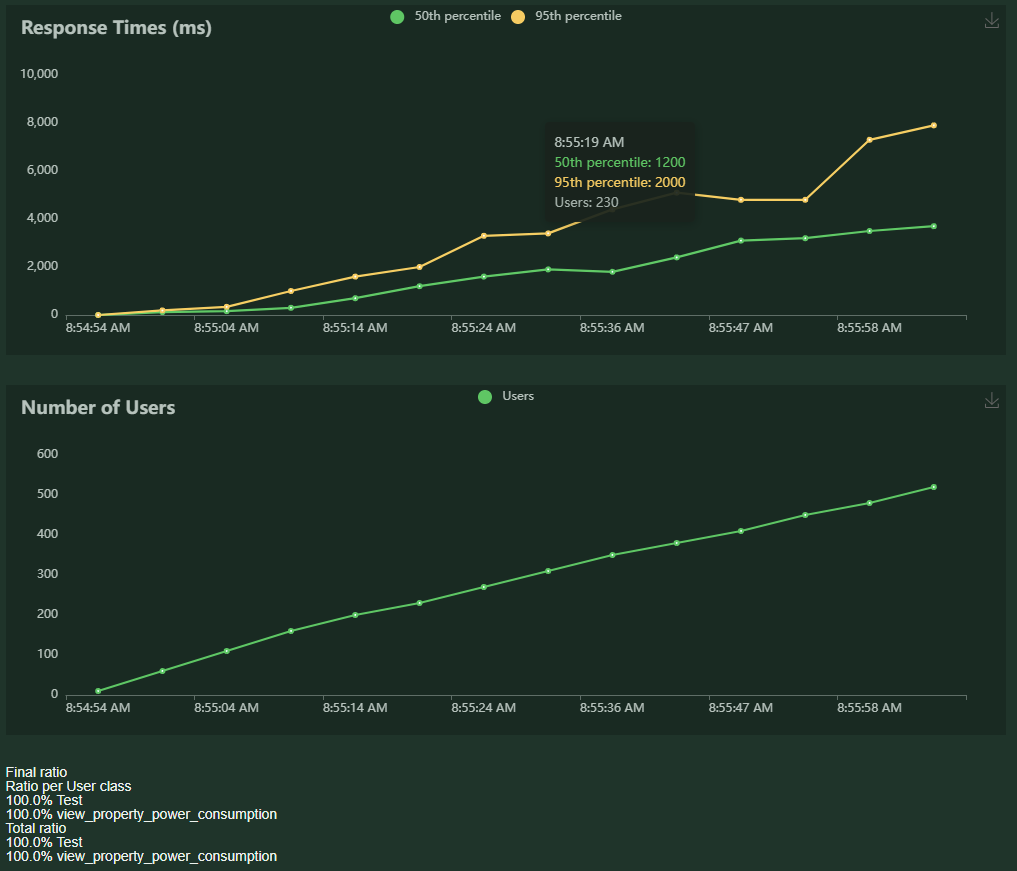 Response Times (ms)
50th percentile
95th percentile
10,000
8,000
6,000
4,000
2,000
0
8:55:19 AM
50th percentile: 1200
95th percentile: 2000
Users: 230
8:54:54 AM
8:55:04 AM
8:55:14 AM
8:55:24 AM
8:55:36 AM
8:55:47 AM
8:55:58 AM
Number of Users
Users
600
500
400
300
200
100
0
8:54:54 AM
8:55:04 AM
8:55:14 AM
8:55:24 AM
8:55:36 AM
8:55:47 AM
8:55:58 AM
Final ratio
Ratio per User class
100.0% Test
100.0% view_property_power_consumption
Total ratio
100.0% Test
100.0% view_property_power_consumption